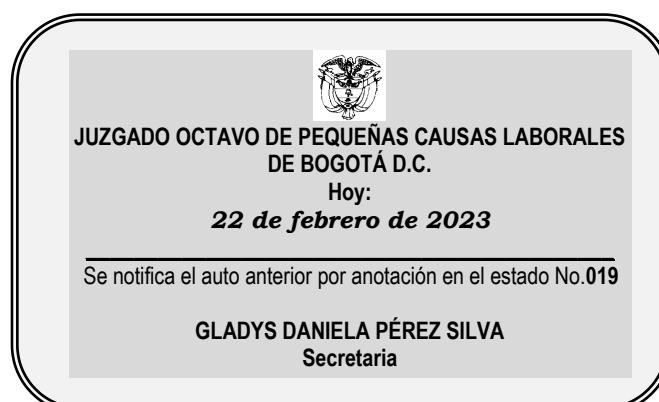 JUZGADO OCTAVO DE PEQUEÑAS CAUSAS LABORALES
DE BOGOTÁ D.C.
Hoy:
22 de febrero de 2023
Se notifica el auto anterior por anotación en el estado No.019
GLADYS DANIELA PÉREZ SILVA
Secretaria